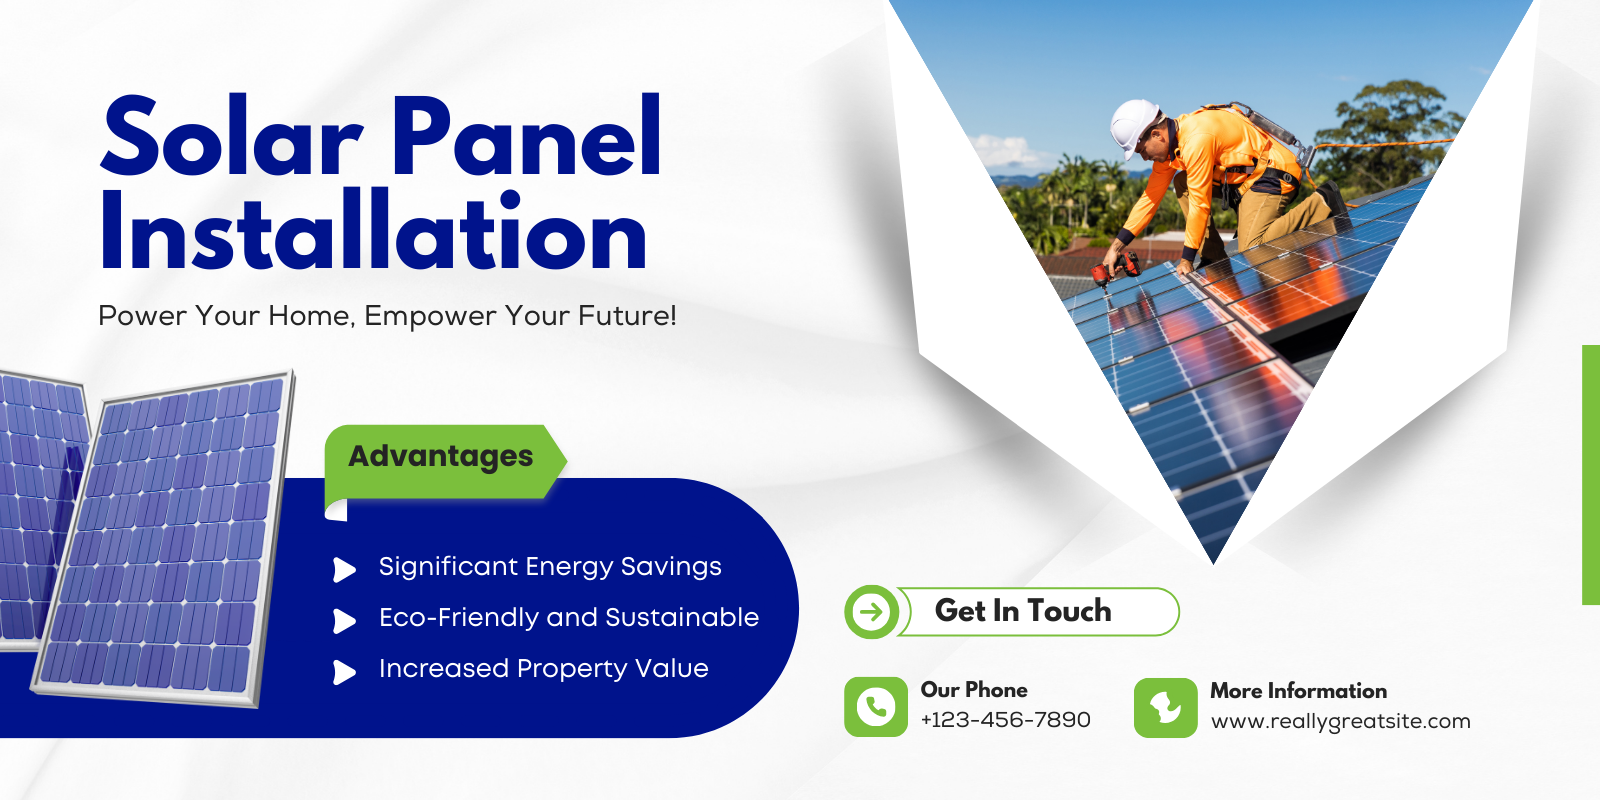 Solar Panel
Installation
Power Your Home, Empower Your Future!
Advantages
Significant Energy Savings
Eco-Friendly and Sustainable
Increased Property Value
Get In Touch
Our Phone
+123-456-7890
More Information
www.reallygreatsite.com